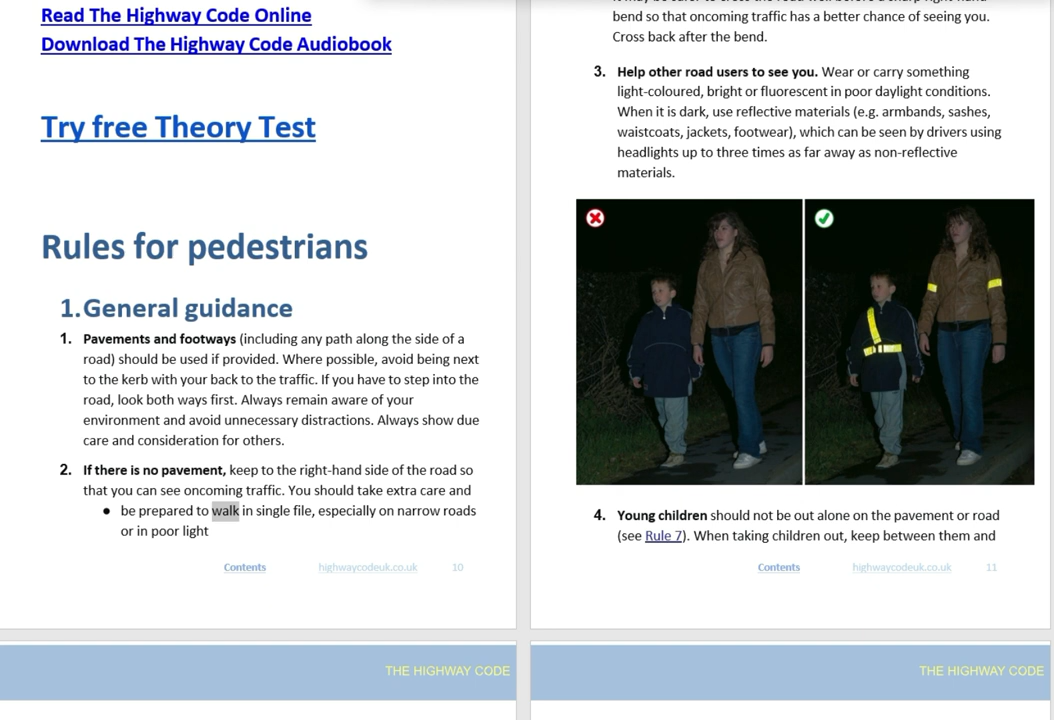 Read The Highway Code Online
Download The Highway Code Audiobook
Try free Theory Test
Rules for pedestrians
1. General guidance
1. Pavements and footways (including any path along the side of a
road) should be used if provided. Where possible, avoid being next
to the kerb with your back to the traffic. If you have to step into the
road, look both ways first. Always remain aware of your
environment and avoid unnecessary distractions. Always show due
care and consideration for others.
2. If there is no pavement, keep to the right-hand side of the road so
that you can see oncoming traffic. You should take extra care and
● be prepared to walk in single file, especially on narrow roads
or in poor light
Contents highwaycodeuk.co.uk 10
bend so that oncoming traffic has a better chance of seeing you.
Cross back after the bend.
3. Help other road users to see you. Wear or carry something
light-coloured, bright or fluorescent in poor daylight conditions.
When it is dark, use reflective materials (e.g. armbands, sashes,
waistcoats, jackets, footwear), which can be seen by drivers using
headlights up to three times as far away as non-reflective
materials.
4. Young children should not be out alone on the pavement or road
(see Rule 7). When taking children out, keep between them and
Contents highwaycodeuk.co.uk 11
THE HIGHWAY CODE
THE HIGHWAY CODE